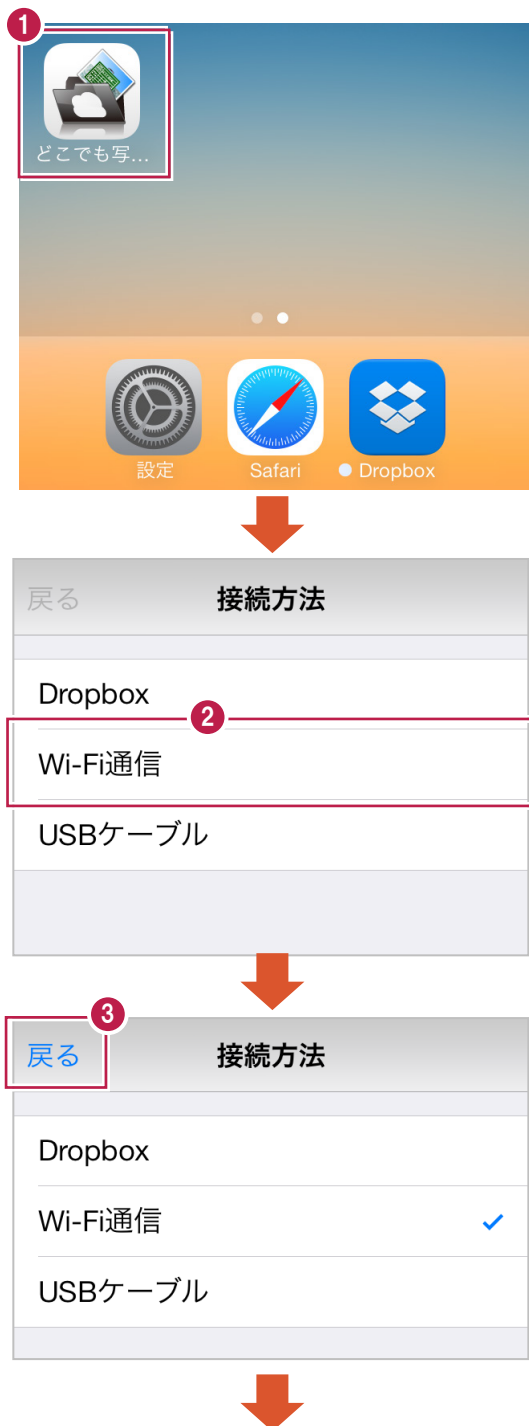 1
どこでも写...
設定
Safari
Dropbox
戻る
接続方法
Dropbox
2
Wi-Fi通信
USBケーブル
3
戻る
接続方法
Dropbox
Wi-Fi通信
USBケーブル